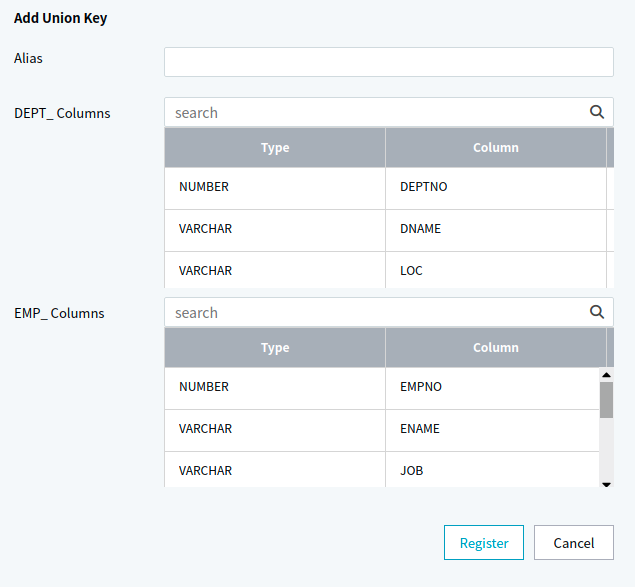 Add Union Key
Alias
DEPT_ Columns
search
Type Column
NUMBER DEPTNO
VARCHAR DNAME
VARCHAR LOC
EMP_ Columns
search
Type Column
NUMBER EMPNO
VARCHAR ENAME
VARCHAR JOB
Register Cancel